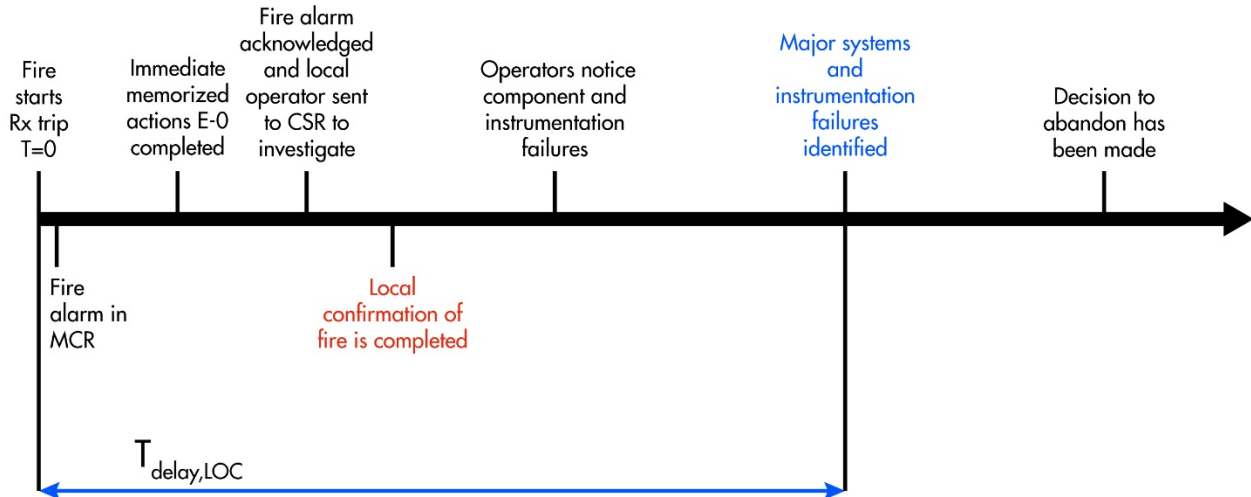 Fire
starts
Rx trip
T=0
Immediate
memorized
actions E-0
completed
Fire alarm
acknowledged
and local
operator sent
to CSR to
investigate
Operators notice
component and
instrumentation
failures
Major systems
and
instrumentation
failures
identified
Decision to
abandon has
been made
Fire
alarm in
MCR
Local
confirmation of
fire is completed
Tdelay,LOC